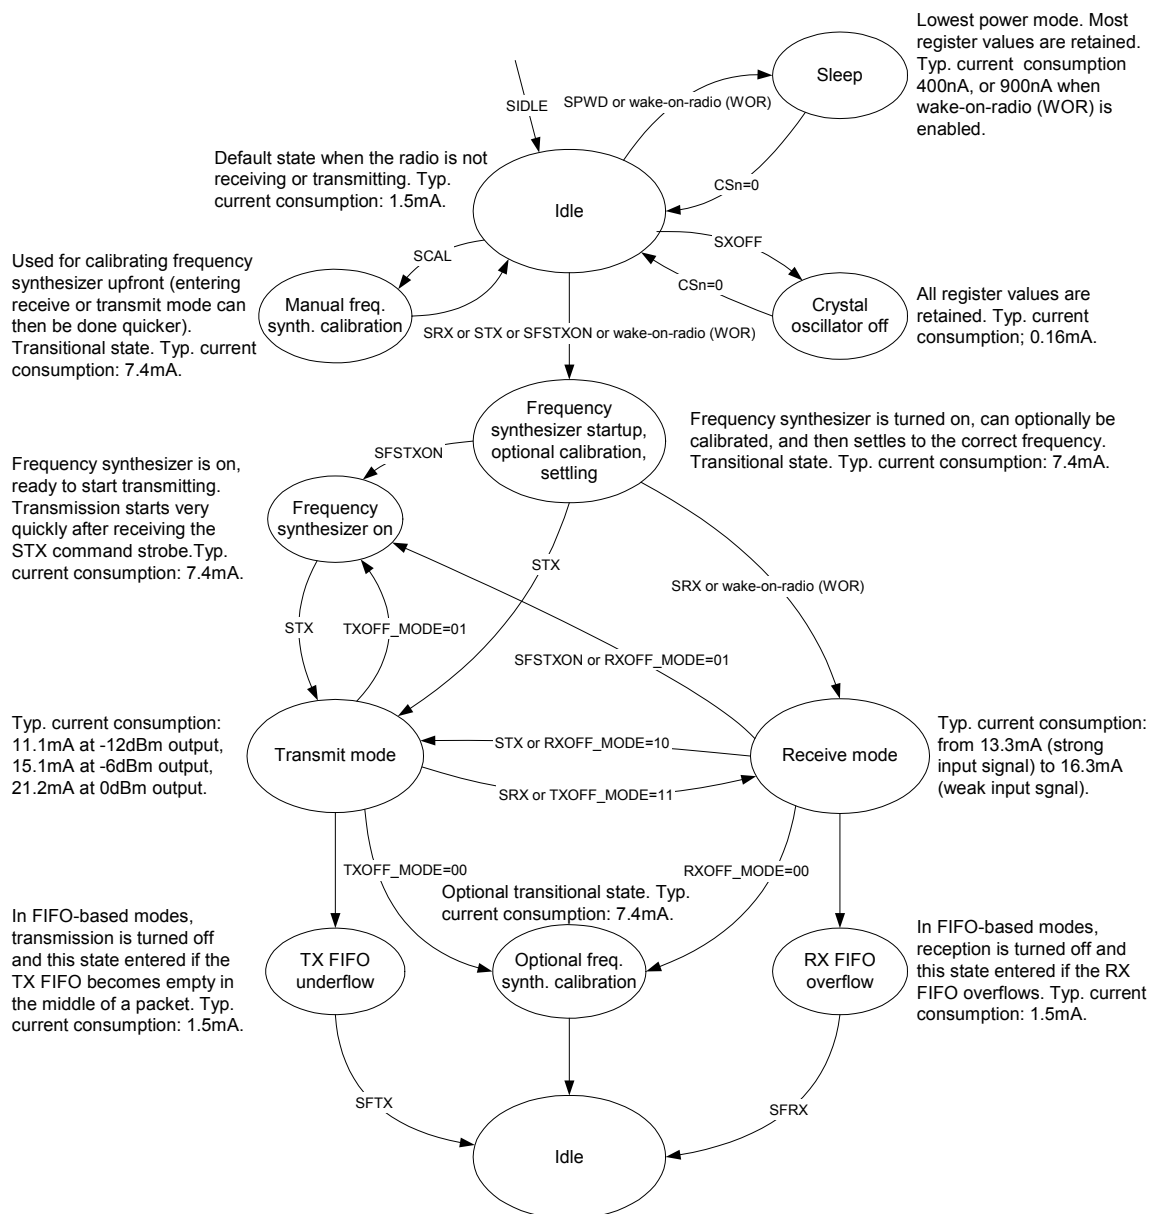 Lowest power mode. Most
register values are retained.
Typ. current consumption
400nA, or 900nA when
wake-on-radio (WOR) is
enabled.
Sleep
SPWD or wake-on-radio (WOR)
SIDLE
Default state when the radio is not
receiving or transmitting. Typ.
current consumption: 1.5mA.
CSn=0
Idle
SXOFF
SCAL
CSn=0
Used for calibrating frequency
synthesizer upfront (entering
receive or transmit mode can
then be done quicker).
Transitional state. Typ. current
consumption: 7.4mA.
Manual freq.
synth. calibration
Crystal
oscillator off
All register values are
retained. Typ. current
consumption; 0.16mA.
SRX or STX or SFSTXON or wake-on-radio (WOR)
Frequency
synthesizer startup,
optional calibration,
settling
Frequency synthesizer is turned on, can optionally be
calibrated, and then settles to the correct frequency.
Transitional state. Typ. current consumption: 7.4mA.
SFSTXON
Frequency synthesizer is on,
ready to start transmitting.
Transmission starts very
quickly after receiving the
STX command strobe.Typ.
current consumption: 7.4mA.
Frequency
synthesizer on
STX
SRX or wake-on-radio (WOR)
STX
TXOFF_MODE=01
SFSTXON or RXOFF_MODE=01
Typ. current consumption:
11.1mA at -12dBm output,
15.1mA at -6dBm output,
21.2mA at 0dBm output.
Transmit mode
STX or RXOFF_MODE=10
Receive mode
Typ. current consumption:
from 13.3mA (strong
input signal) to 16.3mA
(weak input sgnal).
SRX or TXOFF_MODE=11
TXOFF_MODE=00
RXOFF_MODE=00
Optional transitional state. Typ.
current consumption: 7.4mA.
In FIFO-based modes,
transmission is turned off
and this state entered if the
TX FIFO becomes empty in
the middle of a packet. Typ.
current consumption: 1.5mA.
TX FIFO
underflow
Optional freq.
synth. calibration
RX FIFO
overflow
In FIFO-based modes,
reception is turned off and
this state entered if the RX
FIFO overflows. Typ. current
consumption: 1.5mA.
SFTX
SFRX
Idle